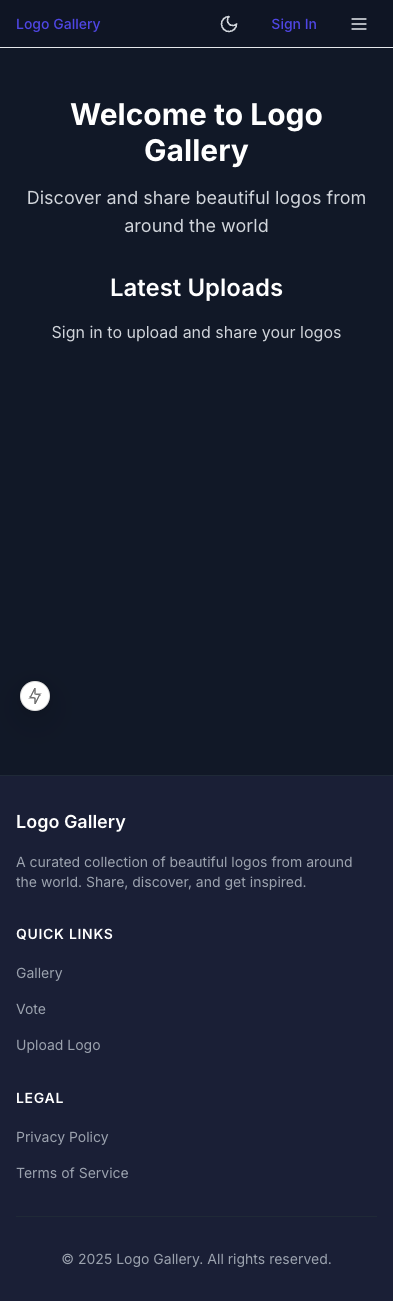 Logo Gallery
Sign In
Welcome to Logo
Gallery
Discover and share beautiful logos from
around the world
Latest Uploads
Sign in to upload and share your logos
Logo Gallery
A curated collection of beautiful logos from around
the world. Share, discover, and get inspired.
QUICK LINKS
Gallery
Vote
Upload Logo
LEGAL
Privacy Policy
Terms of Service
© 2025 Logo Gallery. All rights reserved.